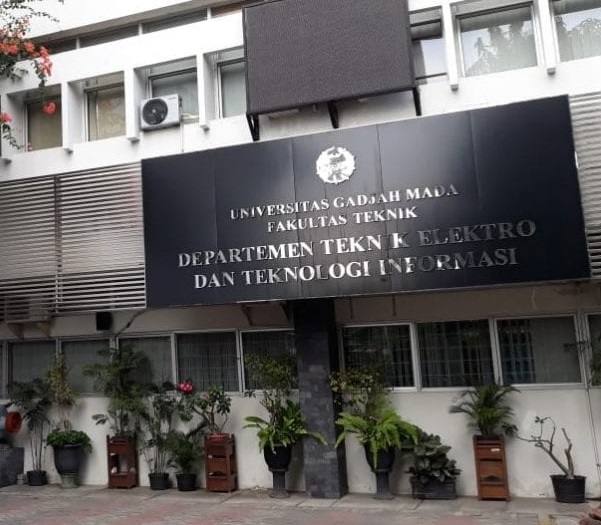 UNIVERSITAS GADJAH MADA
FAKULTAS TEKNIK
DEPARTEMEN TEKNIK ELEKTRO
DAN TEKNOLOGI INFORMASI